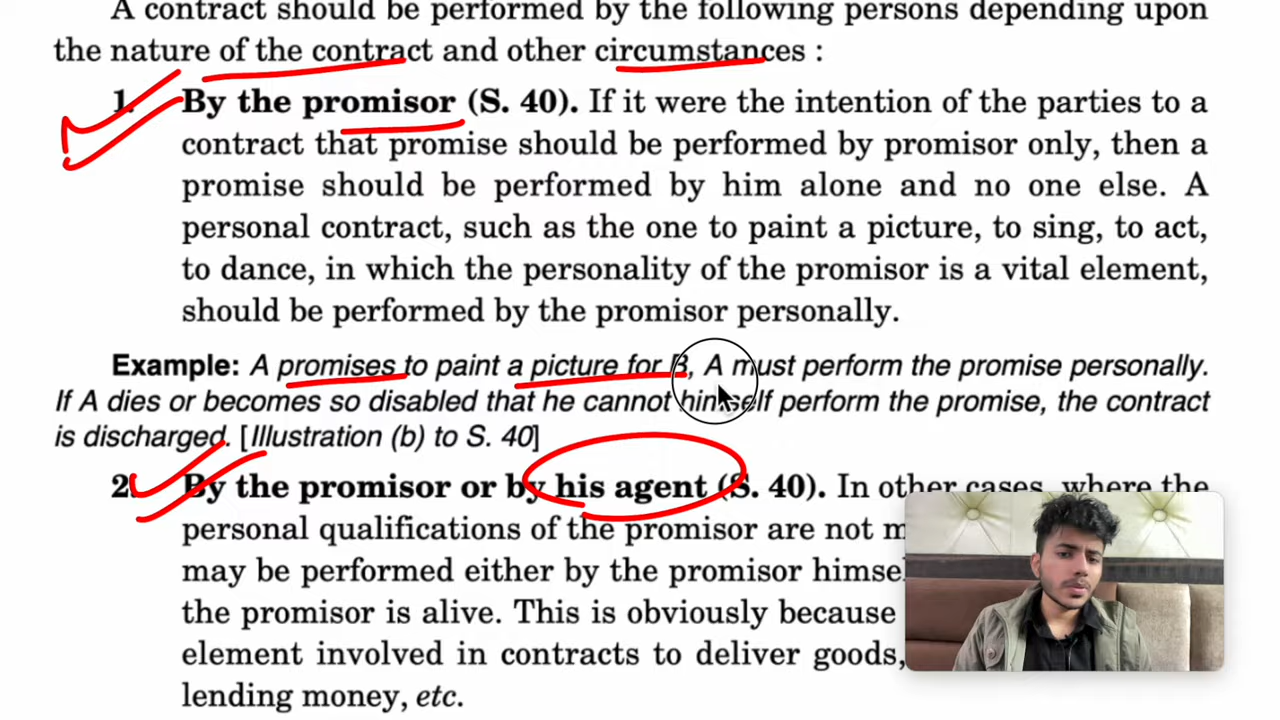 A contract should be performed by the following persons depending upon
the nature of the contract and other circumstances :
1. By the promisor (S. 40). If it were the intention of the parties to a
contract that promise should be performed by promisor only, then a
promise should be performed by him alone and no one else. A
personal contract, such as the one to paint a picture, to sing, to act,
to dance, in which the personality of the promisor is a vital element,
should be performed by the promisor personally.
Example: A promises to paint a picture for B, A must perform the promise personally.
If A dies or becomes so disabled that he cannot himself perform the promise, the contract
is discharged. [Illustration (b) to S. 40]
2. By the promisor or by his agent (S. 40). In other cases, where the
personal qualifications of the promisor are not
may be performed either by the promisor
the promisor is alive. This is obviously because
element involved in contracts to deliver goods,
lending money, etc.